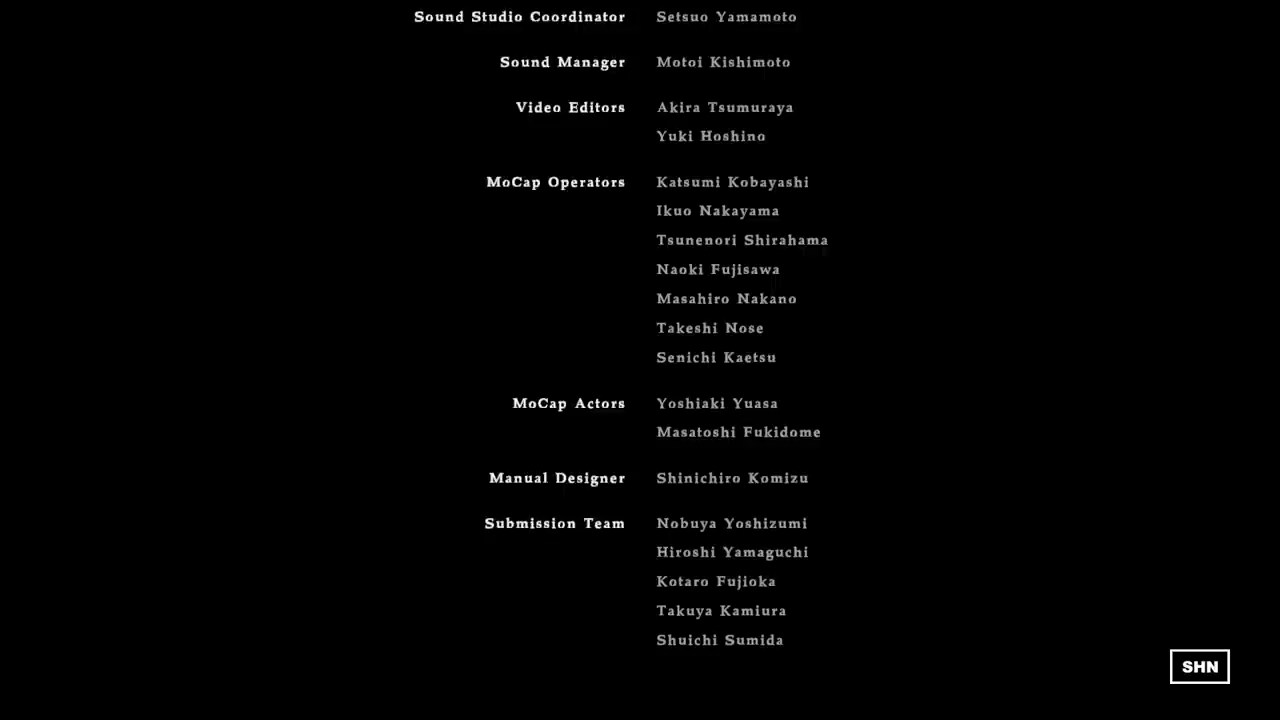 Sound Studio Coordinator Setsuo Yamamoto
Sound Manager Motoi Kishimoto
Video Editors Akira Tsumuraya
Yuki Hoshino
MoCap Operators Katsumi Kobayashi
Ikuo Nakayama
Tsunenori Shirahama
Naoki Fujisawa
Masahiro Nakano
Takeshi Nose
Senichi Kaetsu
MoCap Actors Yoshiaki Yuasa
Masatoshi Fukidome
Manual Designer Shinichiro Komizu
Submission Team Nobuya Yoshizumi
Hiroshi Yamaguchi
Kotaro Fujioka
Takuya Kamiura
Shuichi Sumida
SHN